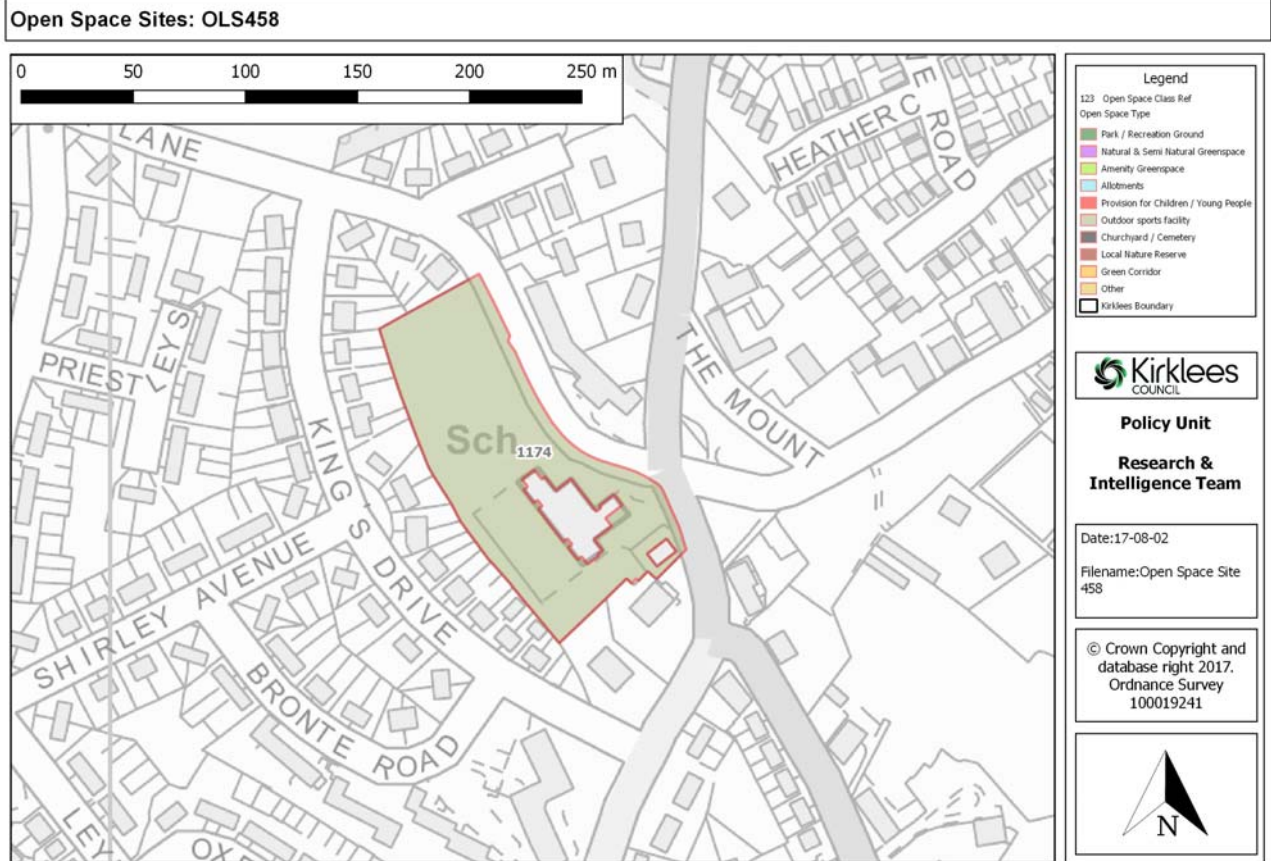 Open Space Sites: OLS458
0 50 100 150 200 250 m
LANE
HEATHER C
NE ROAD
PRIEST
LEYS
KING'S DRIVE
THE MOUNT
Sch
1174
SHIRLEY AVENUE
BRONTE ROAD
LEY
OXF
Legend
123 Open Space Class Ref
Open Space Type
Park / Recreation Ground
Natural & Semi Natural Greenspace
Amenity Greenspace
Allotments
Provision for Children / Young People
Outdoor sports facility
Churchyard / Cemetery
Local Nature Reserve
Green Corridor
Other
Kirklees Boundary
Kirklees
COUNCIL
Policy Unit
Research &
Intelligence Team
Date:17-08-02
Filename:Open Space Site
458
© Crown Copyright and
database right 2017.
Ordnance Survey
100019241
N